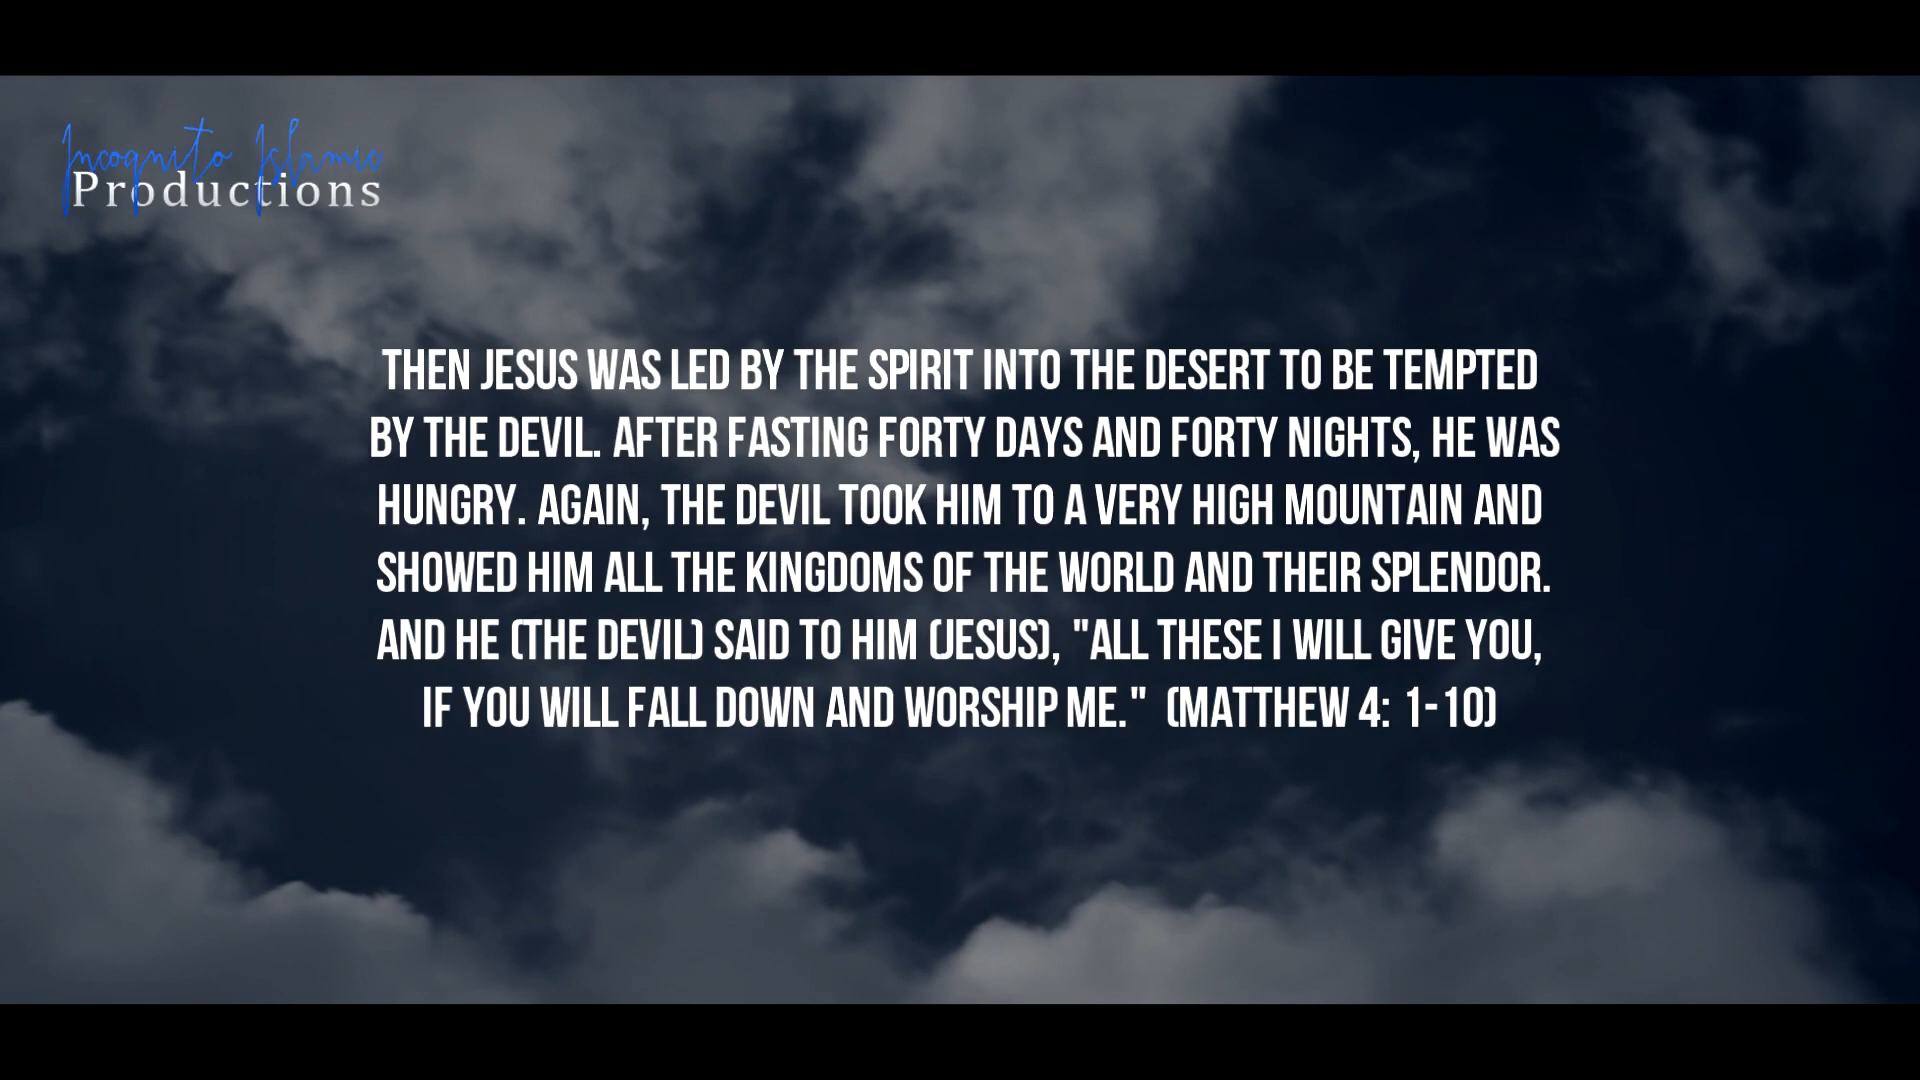 Incognito Islamic
Productions
THEN JESUS WAS LED BY THE SPIRIT INTO THE DESERT TO BE TEMPTED
BY THE DEVIL. AFTER FASTING FORTY DAYS AND FORTY NIGHTS, HE WAS
HUNGRY. AGAIN, THE DEVIL TOOK HIM TO A VERY HIGH MOUNTAIN AND
SHOWED HIM ALL THE KINGDOMS OF THE WORLD AND THEIR SPLENDOR.
AND HE (THE DEVIL) SAID TO HIM (JESUS), "ALL THESE I WILL GIVE YOU,
IF YOU WILL FALL DOWN AND WORSHIP ME." (MATTHEW 4: 1-10)